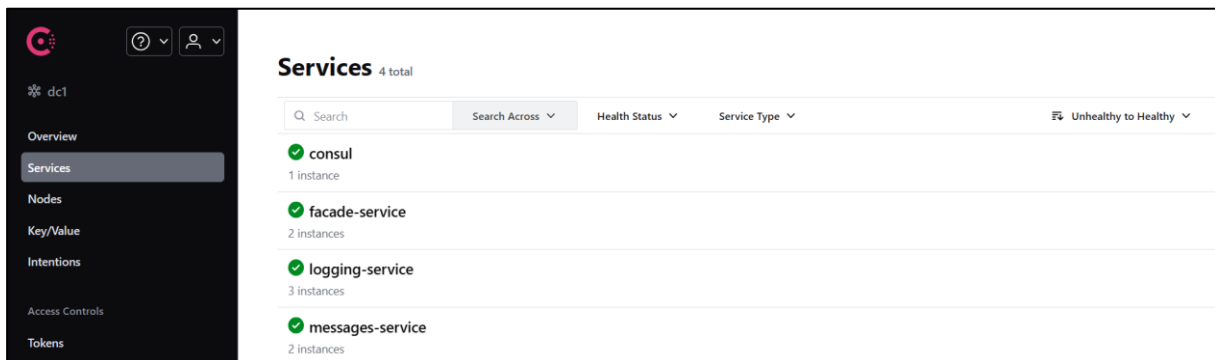 dc1
Overview
Services
Nodes
Key/Value
Intentions
Access Controls
Tokens
Services 4 total
Search Search Across Health Status Service Type Unhealthy to Healthy
consul
1 instance
facade-service
2 instances
logging-service
3 instances
messages-service
2 instances